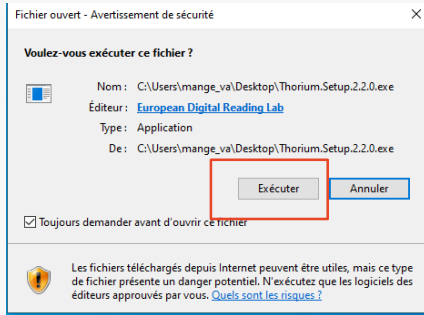 Fichier ouvert - Avertissement de sécurité
Voulez-vous exécuter ce fichier ?
Nom : C:\Users\mange_va\Desktop\Thorium.Setup.2.2.0.exe
Éditeur : European Digital Reading Lab
Type : Application
De : C:\Users\mange_va\Desktop\Thorium.Setup.2.2.0.exe
Exécuter Annuler
Toujours demander avant d'ouvrir ce fichier
Les fichiers téléchargés depuis Internet peuvent être utiles, mais ce type
de fichier présente un danger potentiel. N'exécutez que les logiciels des
éditeurs approuvés par vous. Quels sont les risques ?